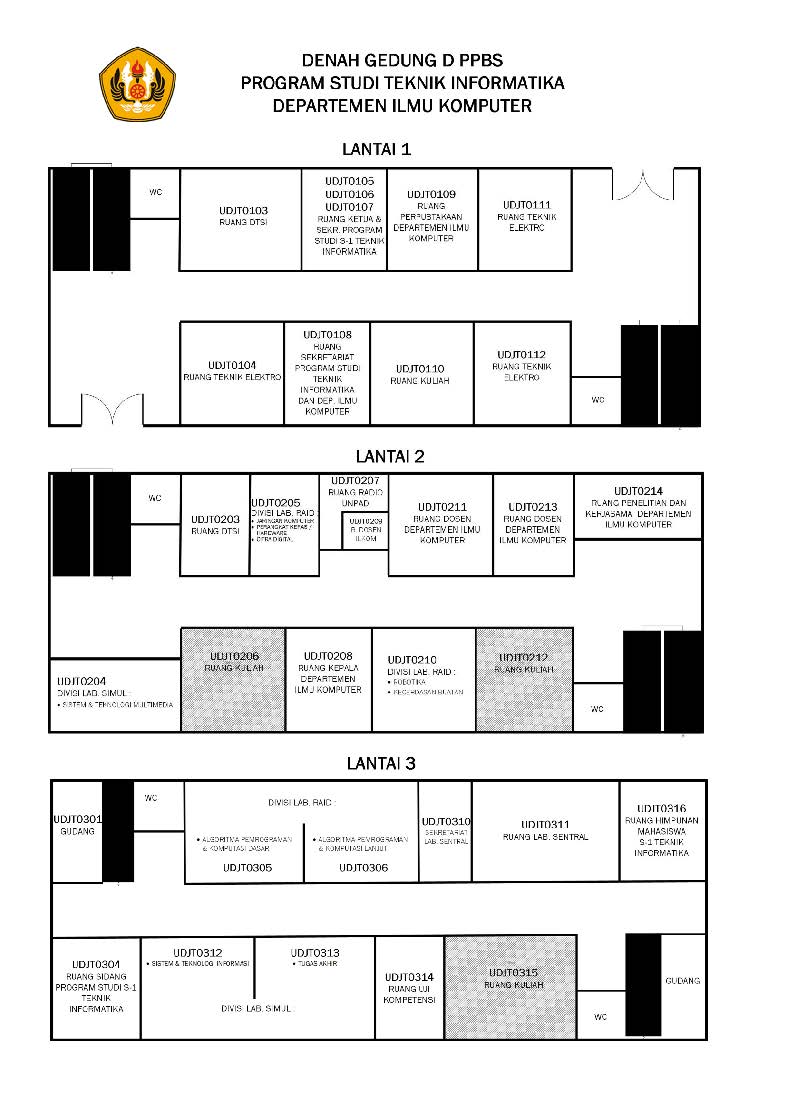 DENAH GEDUNG D PPBS
PROGRAM STUDI TEKNIK INFORMATIKA
DEPARTEMEN ILMU KOMPUTER
LANTAI 1
WC
UDJT0103
RUANG DTSI
UDJT0105
UDJT0106
UDJT0107
RUANG KETUA &
SEKR. PROGRAM
STUDI S-1 TEKNIK
INFORMATIKA
UDJT0109
RUANG
PERPUSTAKAAN
DEPARTEMEN ILMU
KOMPUTER
UDJT0111
RUANG TEKNIK
ELEKTRO
UDJT0104
RUANG TEKNIK ELEKTRO
UDJT0108
RUANG
SEKRETARIAT
PROGRAM STUDI
TEKNIK
INFORMATIKA
DAN DEP. ILMU
KOMPUTER
UDJT0110
RUANG KULIAH
UDJT0112
RUANG TEKNIK
ELEKTRO
WC
LANTAI 2
WC
UDJT0203
RUANG DTSI
UDJT0205
DIVISI LAB. RAID :
• JARINGAN KOMPUTER
• PERANGKAT KERAS /
HARDWARE
• CITRA DIGITAL
UDJT0207
RUANG RADIO
UNPAD
UDJT0209
R. DOSEN
ILKOM
UDJT0211
RUANG DOSEN
DEPARTEMEN ILMU
KOMPUTER
UDJT0213
RUANG DOSEN
DEPARTEMEN
ILMU KOMPUTER
UDJT0214
RUANG PENELITIAN DAN
KERJASAMA DEPARTEMEN
ILMU KOMPUTER
UDJT0204
DIVISI LAB. SIMUL :
• SISTEM & TEKNOLOGI MULTIMEDIA
UDJT0206
RUANG KULIAH
UDJT0208
RUANG KEPALA
DEPARTEMEN
ILMU KOMPUTER
UDJT0210
DIVISI LAB. RAID :
• ROBOTIKA
• KECERDASAN BUATAN
UDJT0212
RUANG KULIAH
WC
LANTAI 3
UDJT0301
GUDANG
WC
DIVISI LAB. RAID :
• ALGORITMA PEMROGRAMAN
& KOMPUTASI DASAR
UDJT0305
• ALGORITMA PEMROGRAMAN
& KOMPUTASI LANJUT
UDJT0306
UDJT0310
SEKRETARIAT
LAB. SENTRAL
UDJT0311
RUANG LAB. SENTRAL
UDJT0316
RUANG HIMPUNAN
MAHASISWA
S-1 TEKNIK
INFORMATIKA
UDJT0304
RUANG SIDANG
PROGRAM STUDI S-1
TEKNIK
INFORMATIKA
UDJT0312
• SISTEM & TEKNOLOGI INFORMASI
UDJT0313
• TUGAS AKHIR
DIVISI LAB. SIMUL :
UDJT0314
RUANG UJI
KOMPETENSI
UDJT0315
RUANG KULIAH
WC
GUDANG